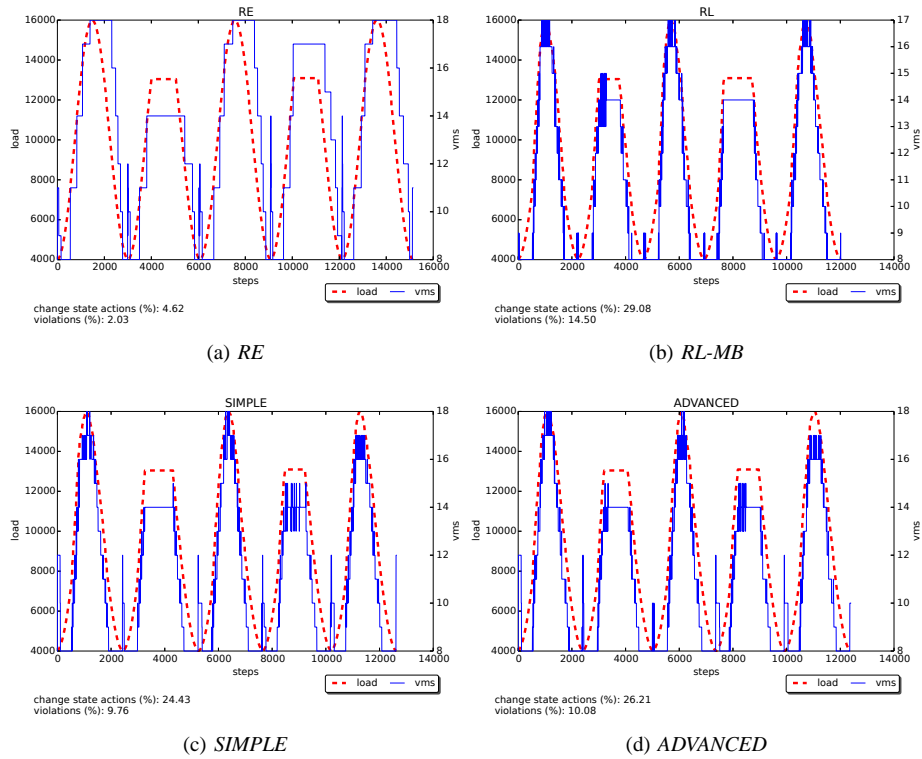 RE
16000
14000
12000
10000
8000
6000
4000
load
18
16
14
12
10
8
vms
0 2000 4000 6000 8000 10000 12000 14000 16000
steps
load vms
change state actions (%): 4.62
violations (%): 2.03
(a) RE
RL
16000
14000
12000
10000
8000
6000
4000
load
17
16
15
14
13
12
11
10
9
8
vms
0 2000 4000 6000 8000 10000 12000 14000
steps
load vms
change state actions (%): 29.08
violations (%): 14.50
(b) RL-MB
SIMPLE
16000
14000
12000
10000
8000
6000
4000
load
18
16
14
12
10
8
vms
0 2000 4000 6000 8000 10000 12000 14000
steps
load vms
change state actions (%): 24.43
violations (%): 9.76
(c) SIMPLE
ADVANCED
16000
14000
12000
10000
8000
6000
4000
load
18
16
14
12
10
8
vms
0 2000 4000 6000 8000 10000 12000 14000
steps
load vms
change state actions (%): 26.21
violations (%): 10.08
(d) ADVANCED